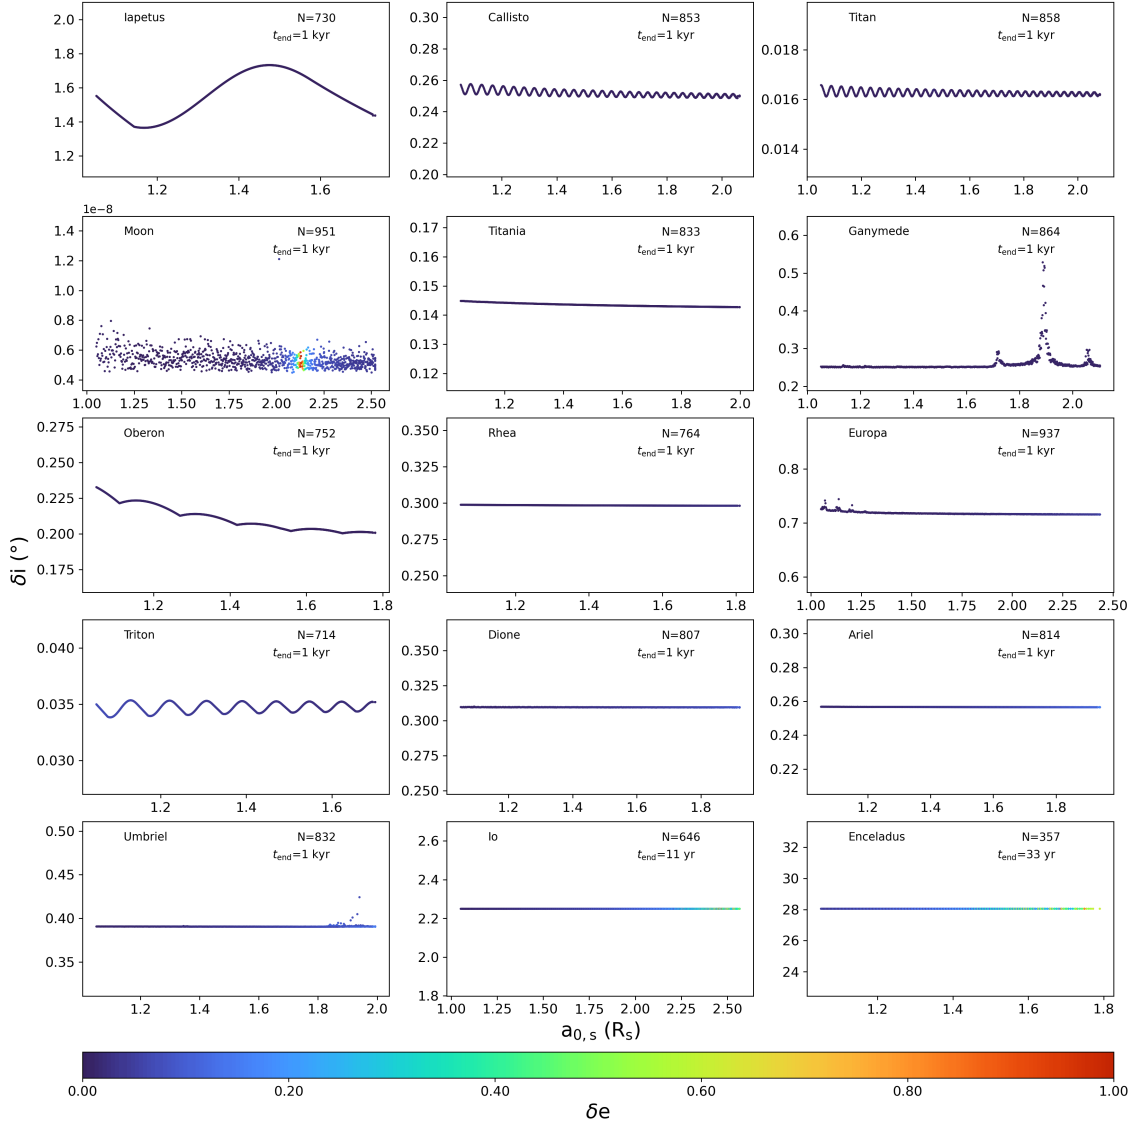 Iapetus N=730
t_end=1 kyr
2.0
1.8
1.6
1.4
1.2
1.2 1.4 1.6
Callisto N=853
t_end=1 kyr
0.30
0.28
0.26
0.24
0.22
0.20
1.2 1.4 1.6 1.8 2.0
Titan N=858
t_end=1 kyr
0.018
0.016
0.014
1.0 1.2 1.4 1.6 1.8 2.0
1e−8
Moon N=951
t_end=1 kyr
1.4
1.2
1.0
0.8
0.6
0.4
1.00 1.25 1.50 1.75 2.00 2.25 2.50
Titania N=833
t_end=1 kyr
0.17
0.16
0.15
0.14
0.13
0.12
1.2 1.4 1.6 1.8 2.0
Ganymede N=864
t_end=1 kyr
0.6
0.5
0.4
0.3
0.2
1.0 1.2 1.4 1.6 1.8 2.0
Oberon N=752
t_end=1 kyr
0.275
0.250
0.225
0.200
0.175
1.2 1.4 1.6 1.8
Rhea N=764
t_end=1 kyr
0.350
0.325
0.300
0.275
0.250
1.2 1.4 1.6 1.8
Europa N=937
t_end=1 kyr
0.8
0.7
0.6
1.00 1.25 1.50 1.75 2.00 2.25 2.50
δi (°)
Triton N=714
t_end=1 kyr
0.040
0.035
0.030
1.2 1.4 1.6
Dione N=807
t_end=1 kyr
0.350
0.325
0.300
0.275
0.250
1.2 1.4 1.6 1.8
Ariel N=814
t_end=1 kyr
0.30
0.28
0.26
0.24
0.22
1.2 1.4 1.6 1.8
Umbriel N=832
t_end=1 kyr
0.50
0.45
0.40
0.35
1.2 1.4 1.6 1.8 2.0
Io N=646
t_end=11 yr
2.6
2.4
2.2
2.0
1.8
1.00 1.25 1.50 1.75 2.00 2.25 2.50
Enceladus N=357
t_end=33 yr
32
30
28
26
24
1.2 1.4 1.6 1.8
a_0,s (R_s)
0.00 0.20 0.40 0.60 0.80 1.00
δe